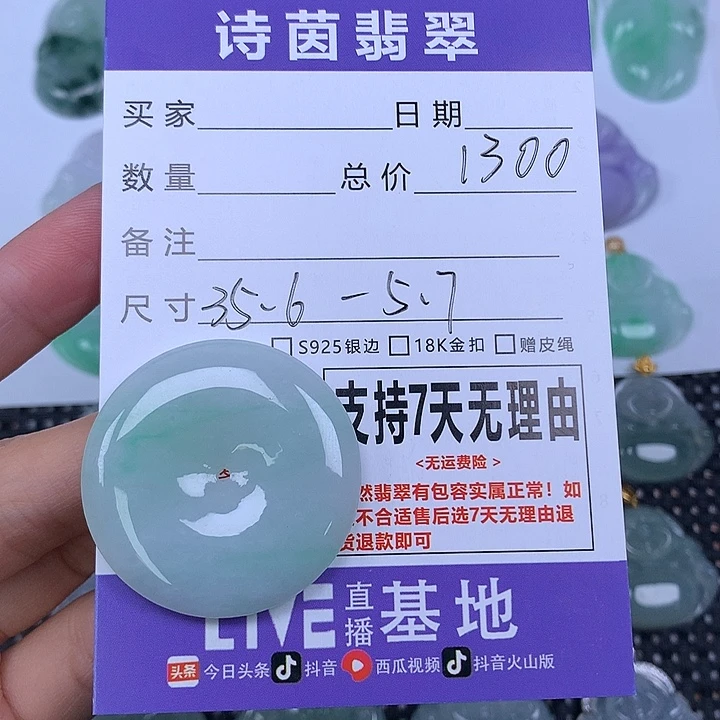 诗茵翡翠
买家 日期
数量 总价 1300
备注
尺寸 35.6 - 5.7
S925银边 18K金扣 赠皮绳
支持7天无理由
<无运费险>
然翡翠有包容实属正常！如
不合适售后选7天无理由退
货退款即可
LIVE 直播 基地
头条 今日头条 抖音 西瓜视频 抖音火山版